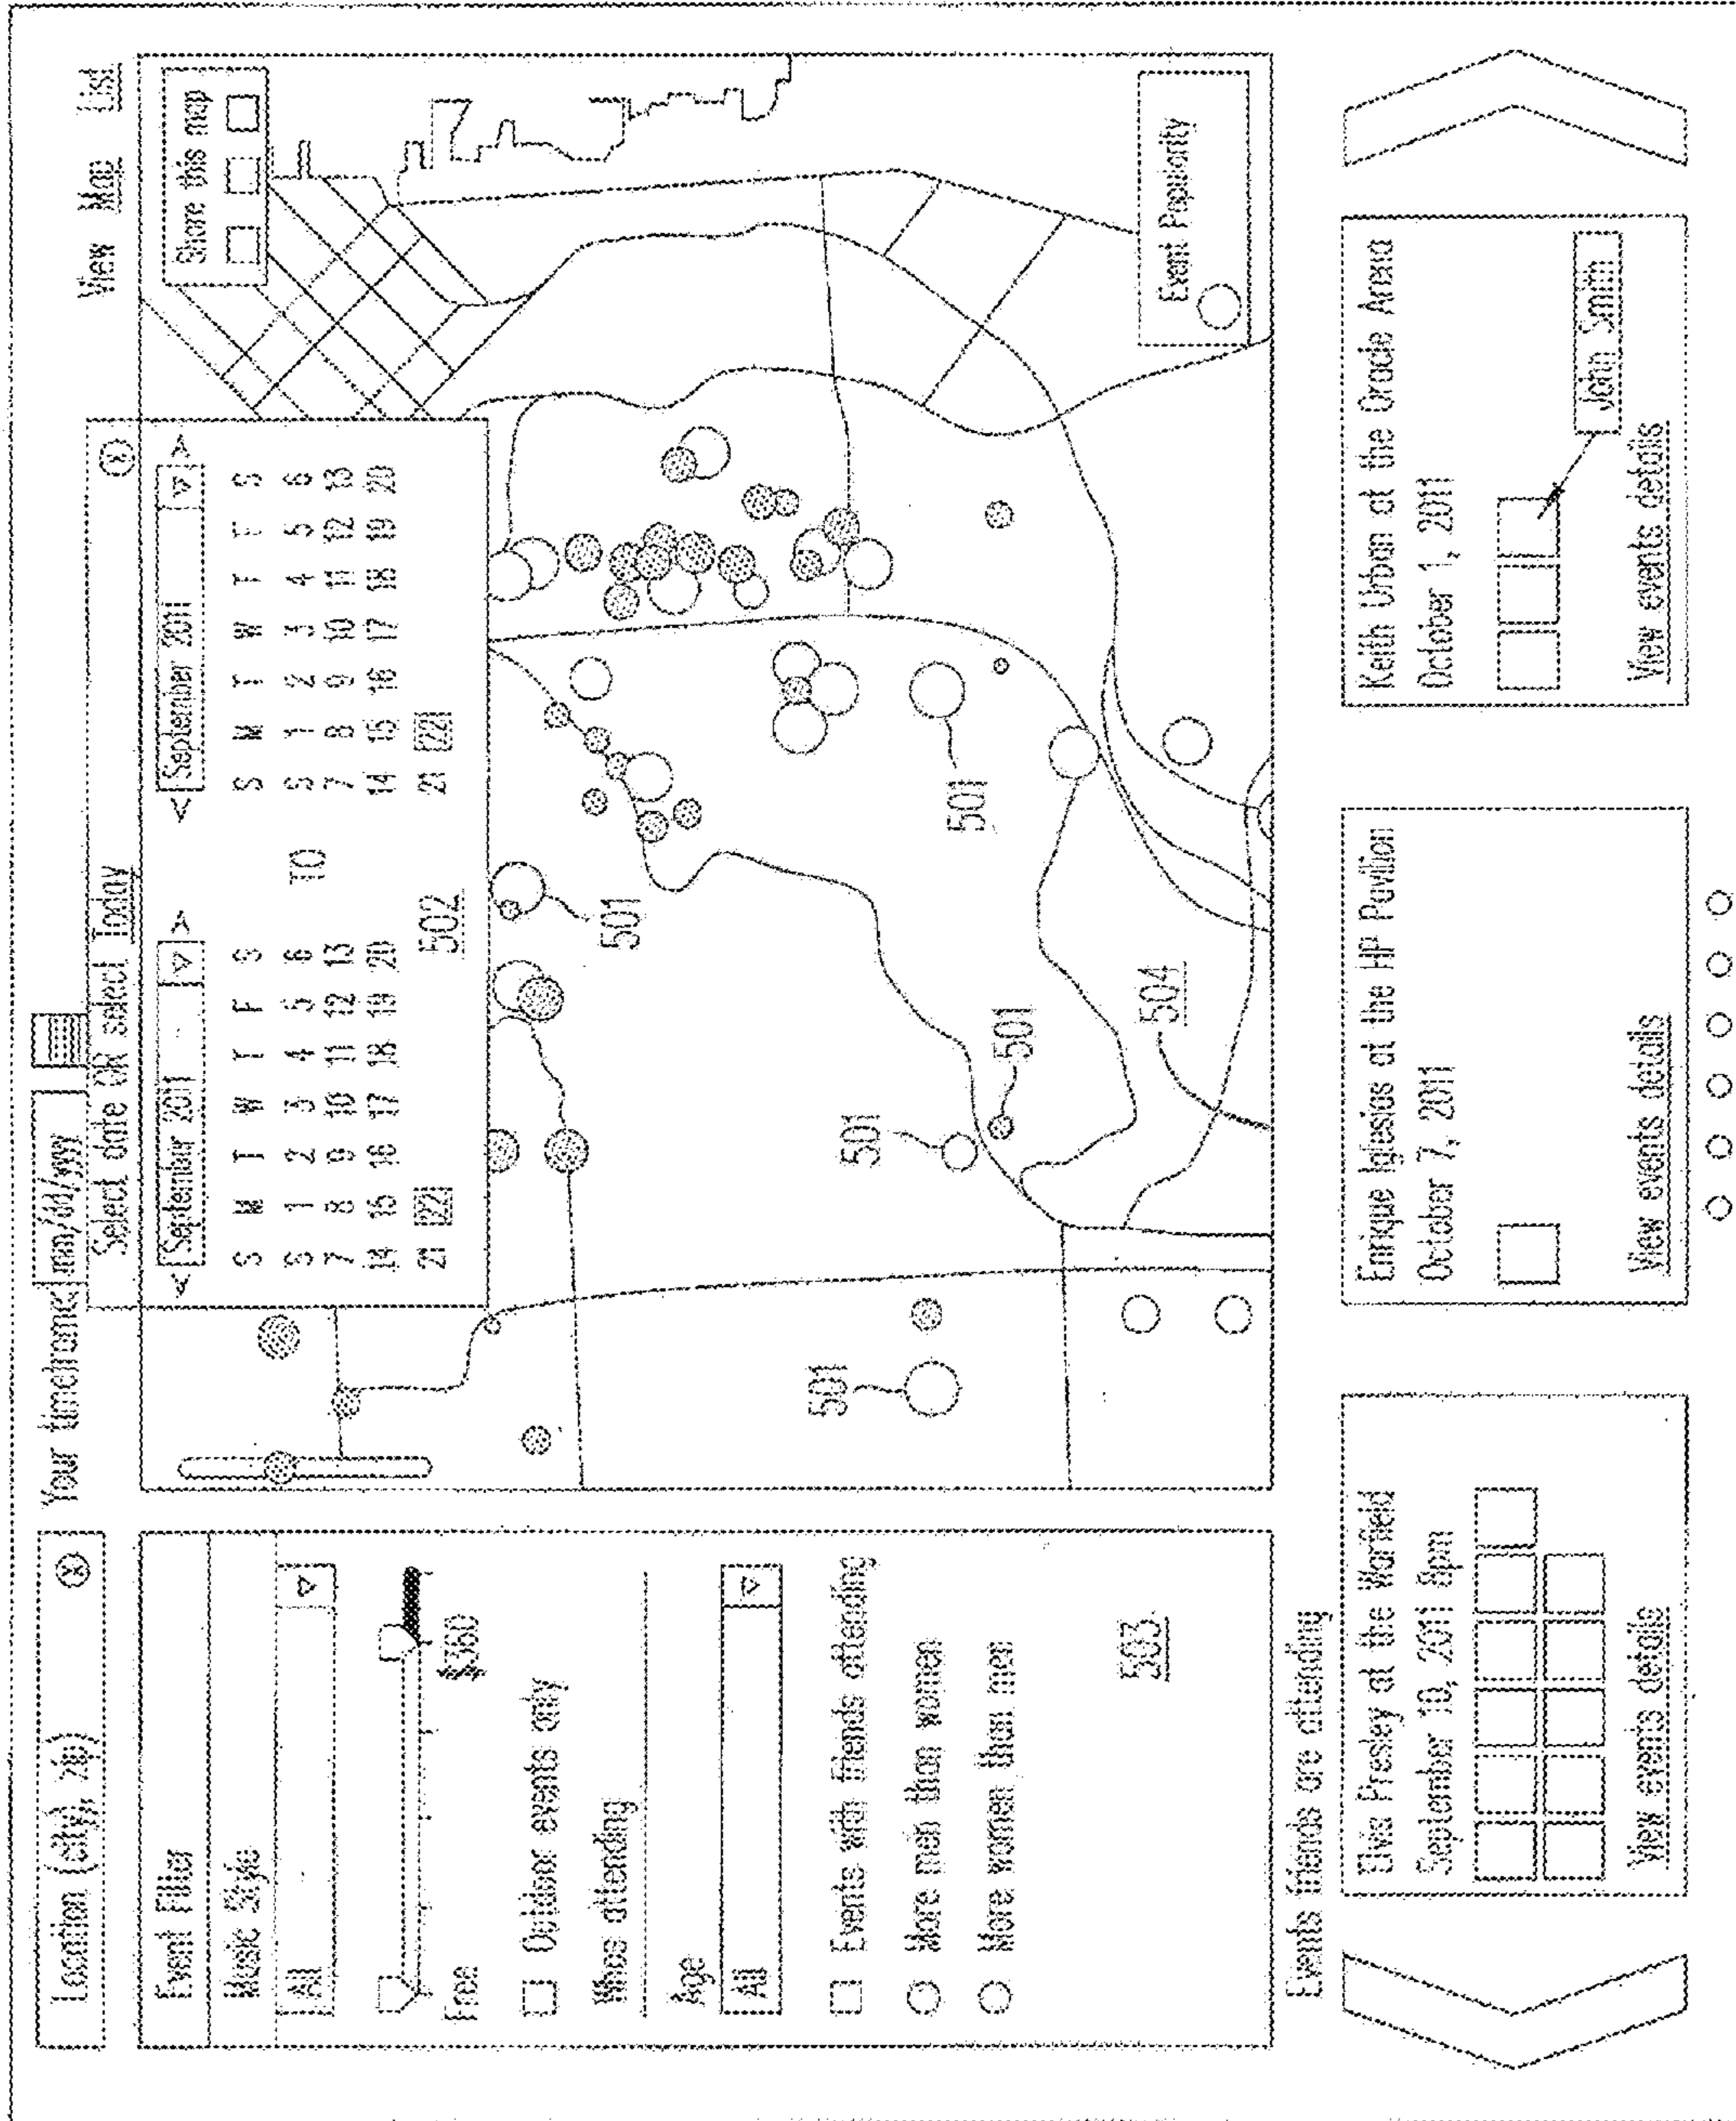 Location (city, zip) ⓧ
Your timeframe mm/dd/yyy
View Map List
Select date OR select Today ⓧ
< September 2011 > < September 2011 >
S M T W T F S S M T W T F S
S 1 2 3 4 5 6 TO S 1 2 3 4 5 6
7 8 9 10 11 12 13 7 8 9 10 11 12 13
14 15 16 17 18 19 20 14 15 16 17 18 19 20
21 22 21 22
502
Share this map
Event Filter
Music Style
All
Free $360
Outdoor events only
Whos attending
Age
All
Events with friends attending
More men than women
More women than men
503
501
501
501
501
501
504
Event Popularity
Events friends are attending
Elvis Presley at the Warfield
September 10, 2011 8pm
View events details
Enrique Iglesias at the HP Pavilion
October 7, 2011
View events details
Keith Urban at the Oracle Arena
October 1, 2011
John Smith
View events details